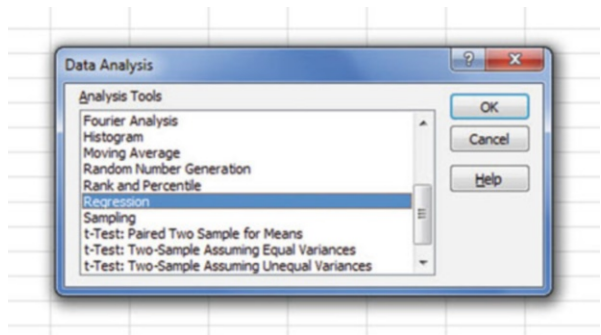 Data Analysis
?
X
Analysis Tools
Fourier Analysis
Histogram
Moving Average
Random Number Generation
Rank and Percentile
Regression
Sampling
t-Test: Paired Two Sample for Means
t-Test: Two-Sample Assuming Equal Variances
t-Test: Two-Sample Assuming Unequal Variances
OK
Cancel
Help